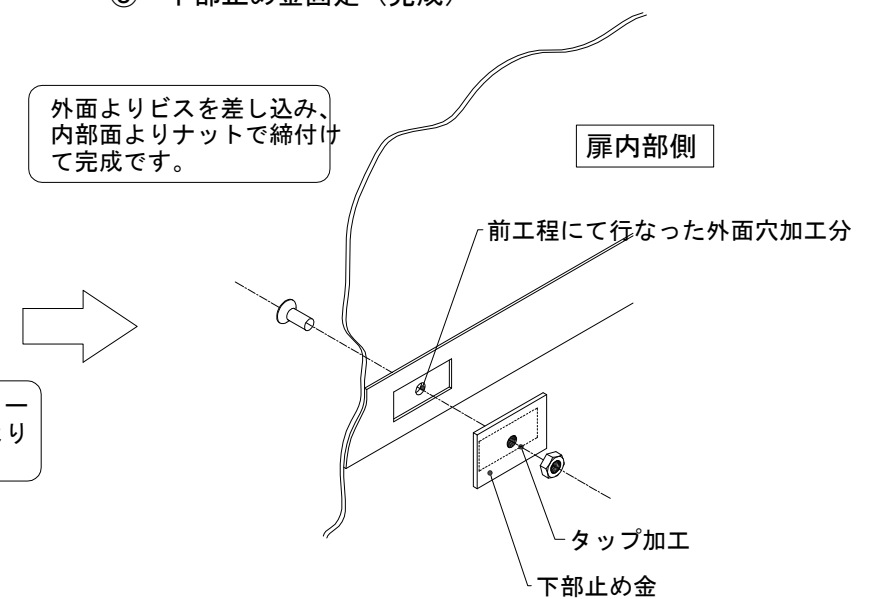 下部止め金固定（完成）
外面よりビスを差し込み、
内部面よりナットで締付け
て完成です。
扉内部側
前工程にて行なった外面穴加工分
ー
り
タップ加工
下部止め金